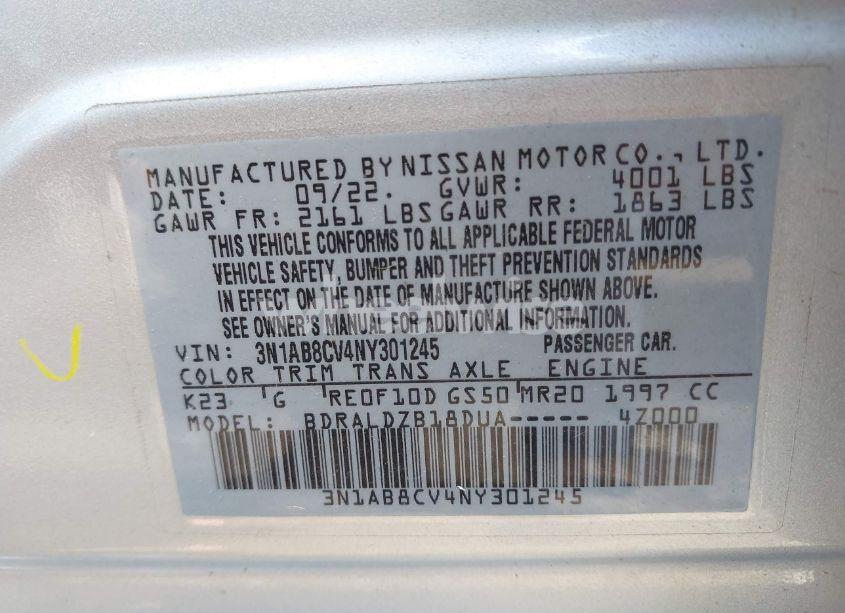 MANUFACTURED BY NISSAN MOTOR CO., LTD.
DATE: 09/22. GVWR: 4001 LBS
GAWR FR: 2161 LBS GAWR RR: 1863 LBS
THIS VEHICLE CONFORMS TO ALL APPLICABLE FEDERAL MOTOR
VEHICLE SAFETY, BUMPER AND THEFT PREVENTION STANDARDS
IN EFFECT ON THE DATE OF MANUFACTURE SHOWN ABOVE.
SEE OWNER'S MANUAL FOR ADDITIONAL INFORMATION.
VIN: 3N1AB8CV4NY301245 PASSENGER CAR.
COLOR TRIM TRANS AXLE ENGINE
K23 G RE0F10D GS50 MR20 1997 CC
MODEL: BDRALDZB18DUA----- 4Z000
3N1AB8CV4NY301245